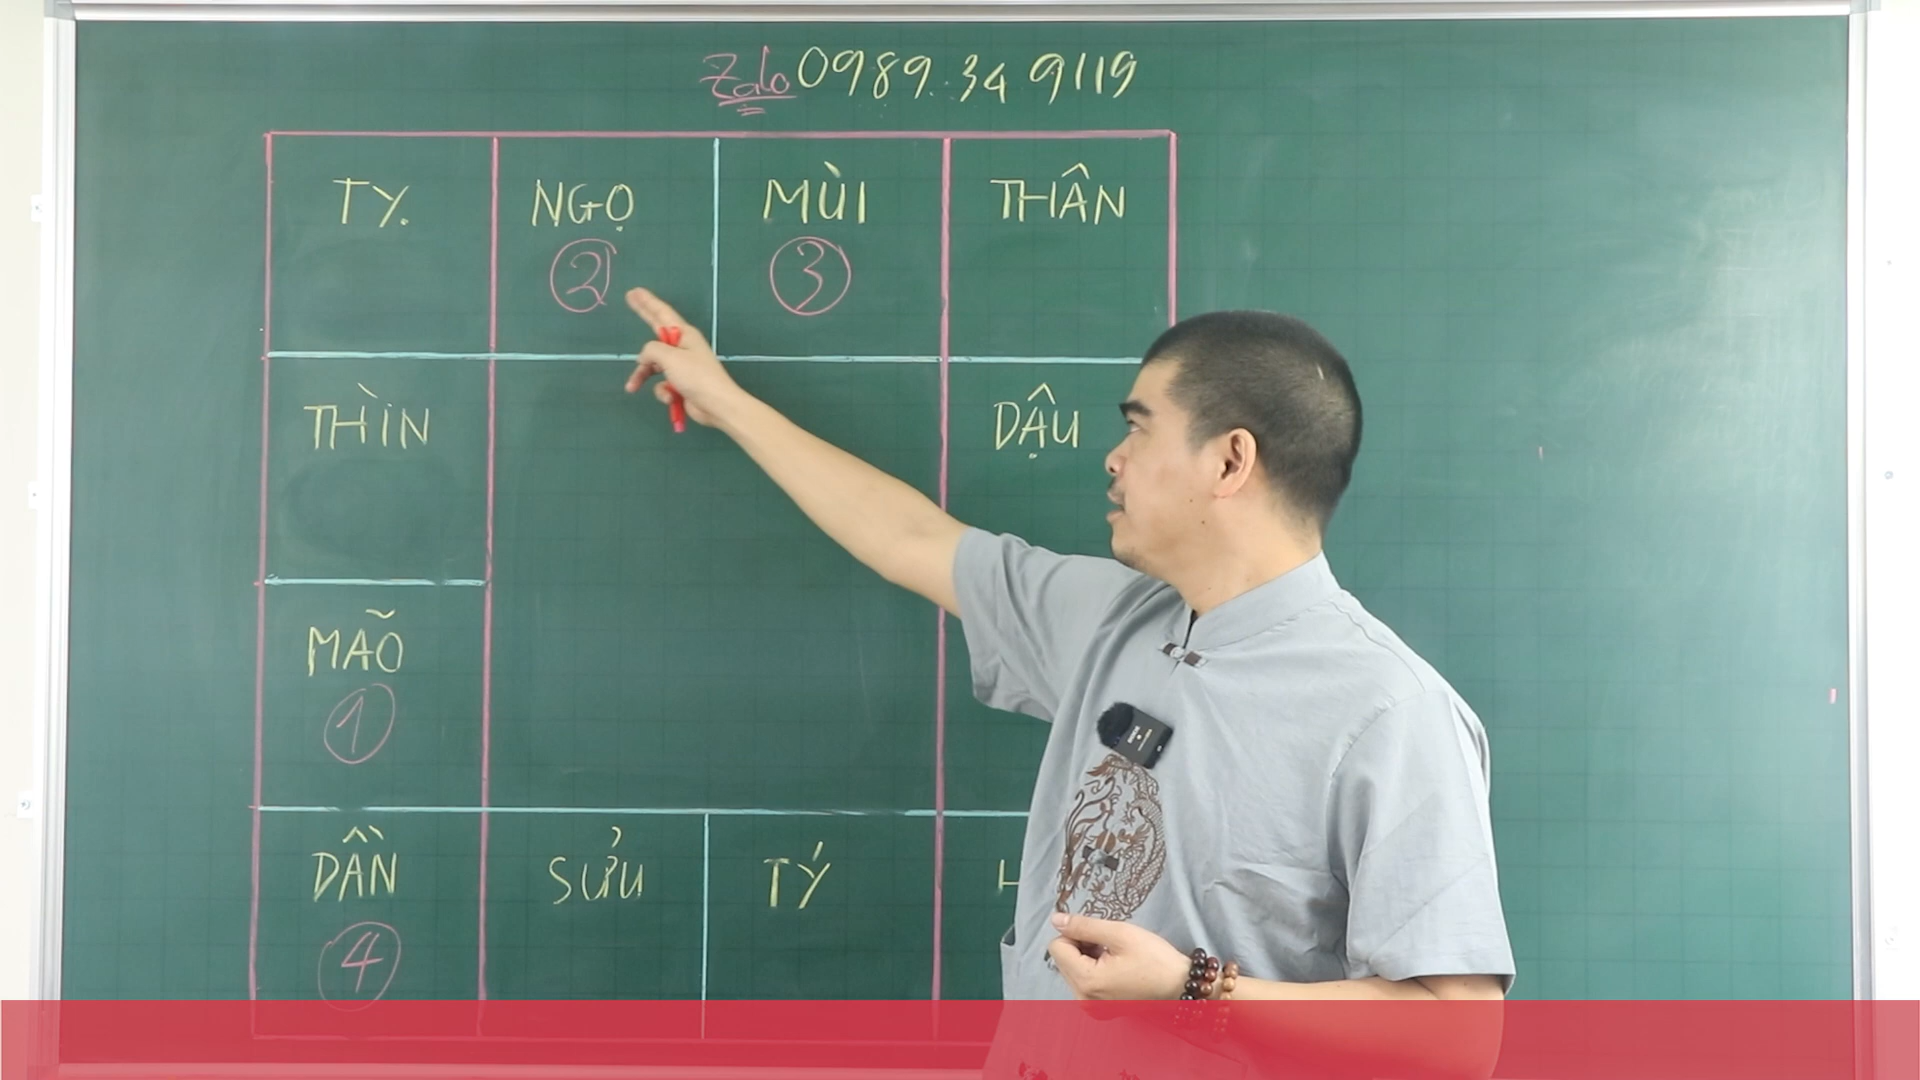 Zalo 0989.34 9119
TỴ NGỌ MÙI THÂN
② ③
THÌN DẬU
MÃO
①
DẦN SỬU TÝ H
④